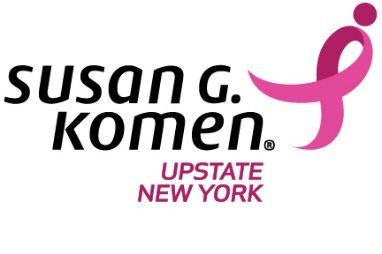 susan G.
komen®
UPSTATE
NEW YORK